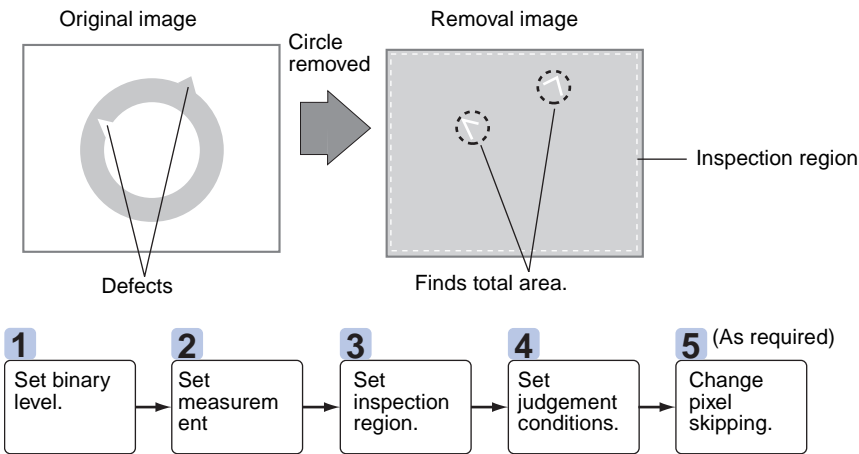 Original image
Removal image
Circle
removed
Inspection region
Defects
Finds total area.
1
Set binary
level.
2
Set
measurem
ent
3
Set
inspection
region.
4
Set
judgement
conditions.
5 (As required)
Change
pixel
skipping.